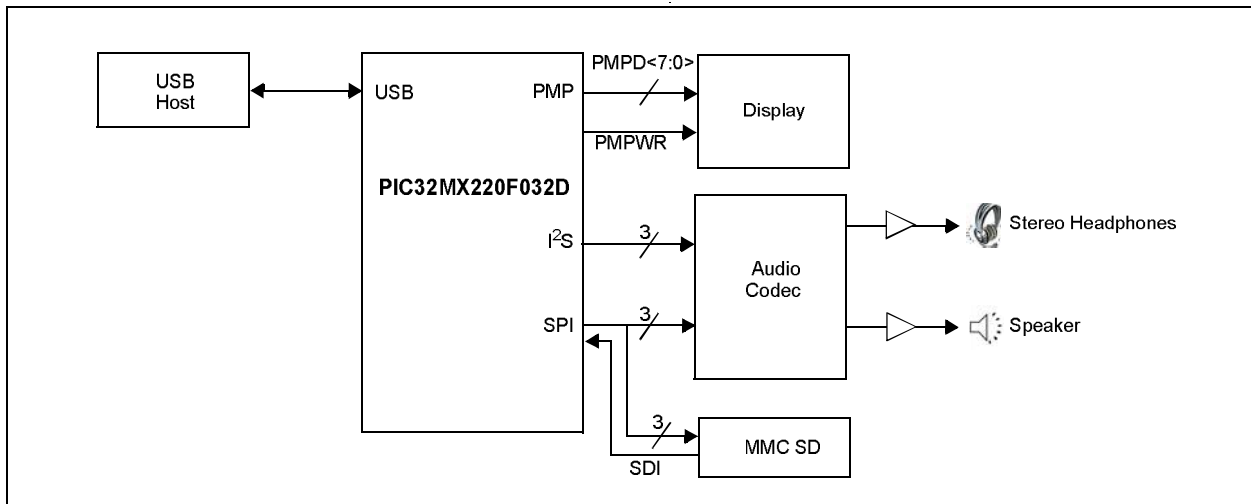 USB
Host
USB
PMP
PMPD<7:0>
PMPWR
Display
PIC32MX220F032D
I²S
3
SPI
3
Audio
Codec
Stereo Headphones
Speaker
3
SDI
MMC SD